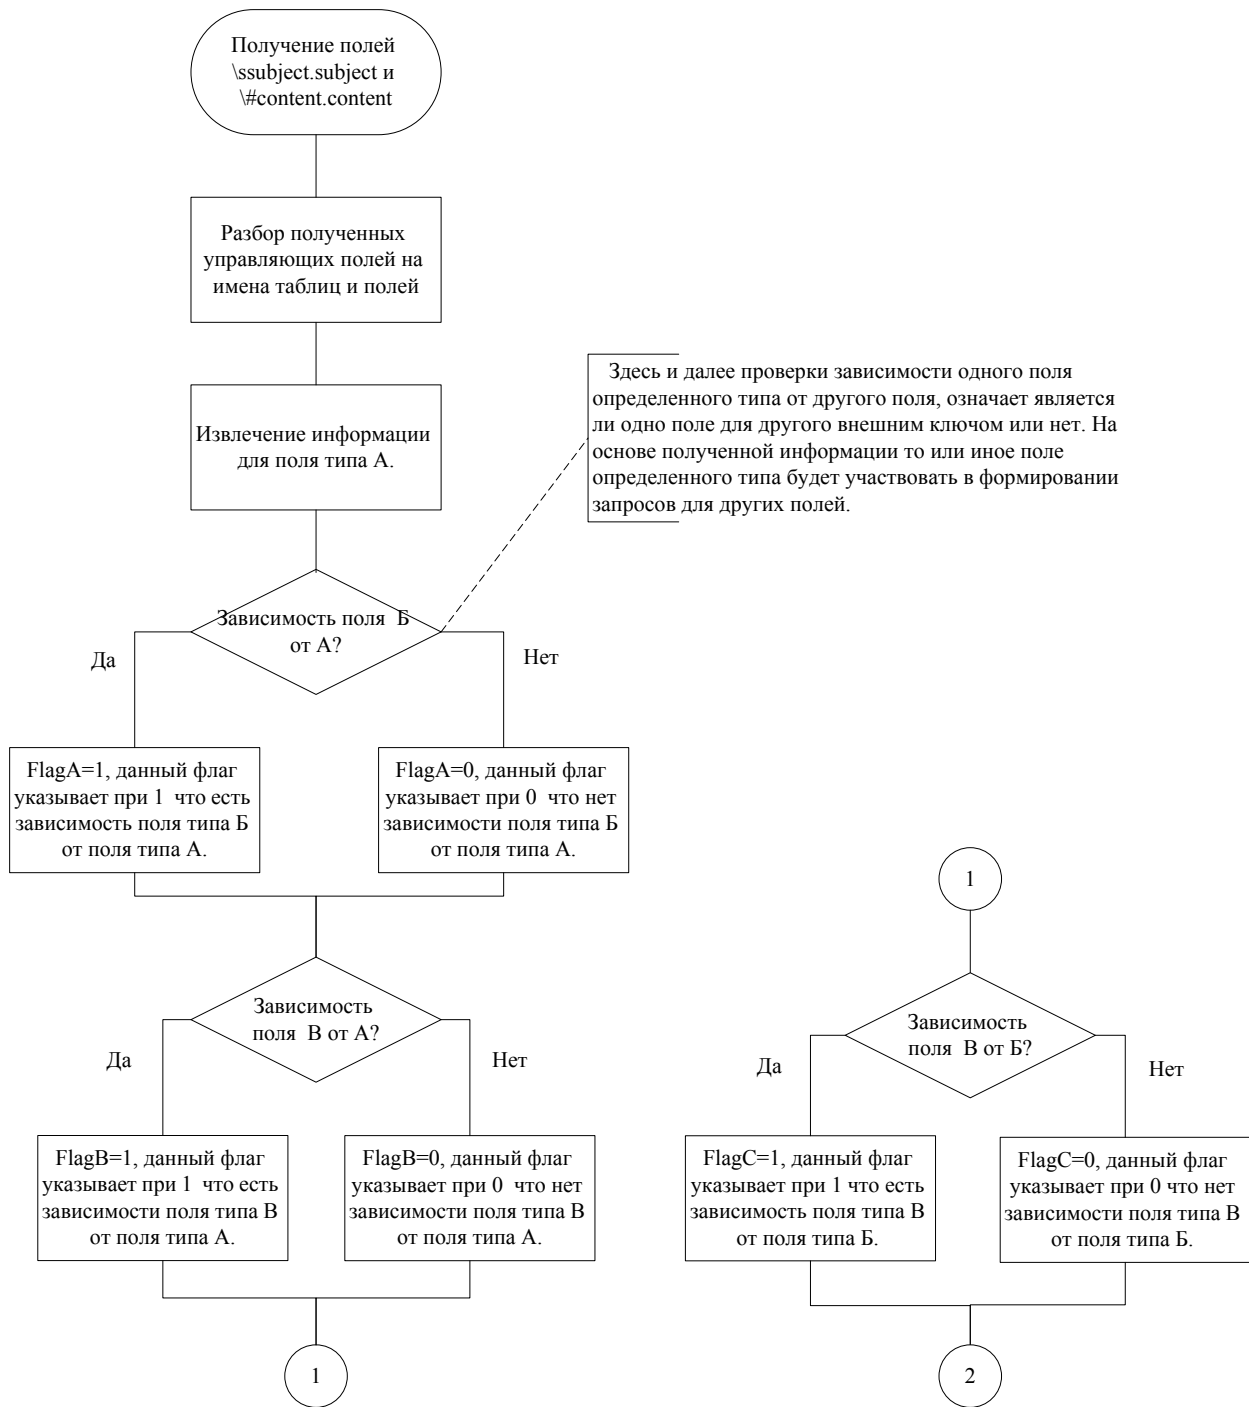 Получение полей
\ssubject.subject и
\#content.content
Разбор полученных
управляющих полей на
имена таблиц и полей
Извлечение информации
для поля типа А.
Здесь и далее проверки зависимости одного поля
определенного типа от другого поля, означает является
ли одно поле для другого внешним ключом или нет. На
основе полученной информации то или иное поле
определенного типа будет участвовать в формировании
запросов для других полей.
Зависимость поля Б
от А?
Да
Нет
FlagA=1, данный флаг
указывает при 1 что есть
зависимость поля типа Б
от поля типа А.
FlagA=0, данный флаг
указывает при 0 что нет
зависимости поля типа Б
от поля типа А.
Зависимость
поля В от А?
Да
Нет
FlagB=1, данный флаг
указывает при 1 что есть
зависимости поля типа В
от поля типа А.
FlagB=0, данный флаг
указывает при 0 что нет
зависимости поля типа В
от поля типа А.
1
1
Зависимость
поля В от Б?
Да
Нет
FlagC=1, данный флаг
указывает при 1 что есть
зависимость поля типа В
от поля типа Б.
FlagC=0, данный флаг
указывает при 0 что нет
зависимости поля типа В
от поля типа Б.
2